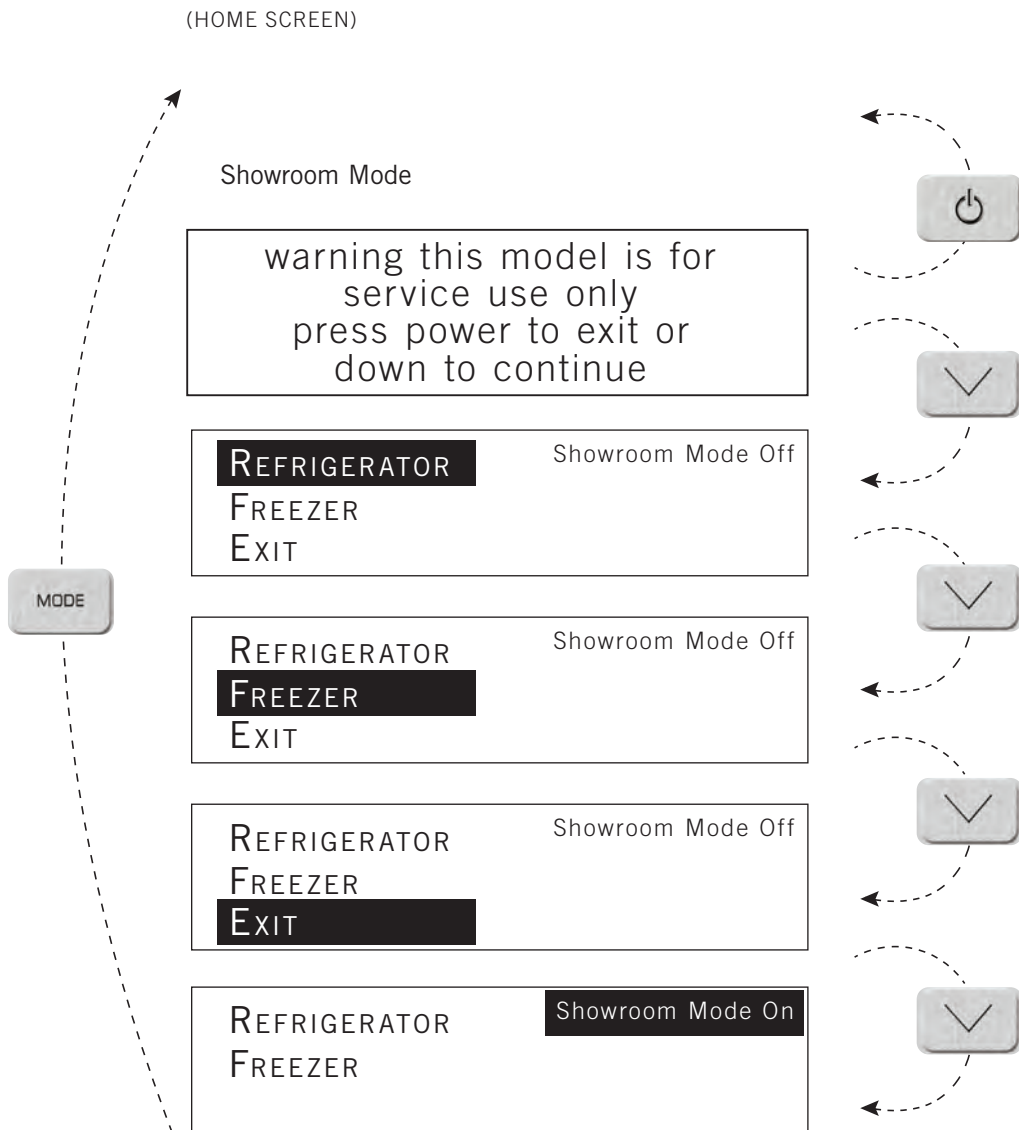 (HOME SCREEN)
Showroom Mode
warning this model is for
service use only
press power to exit or
down to continue
REFRIGERATOR Showroom Mode Off
FREEZER
EXIT
MODE
REFRIGERATOR Showroom Mode Off
FREEZER
EXIT
REFRIGERATOR Showroom Mode Off
FREEZER
EXIT
REFRIGERATOR Showroom Mode On
FREEZER